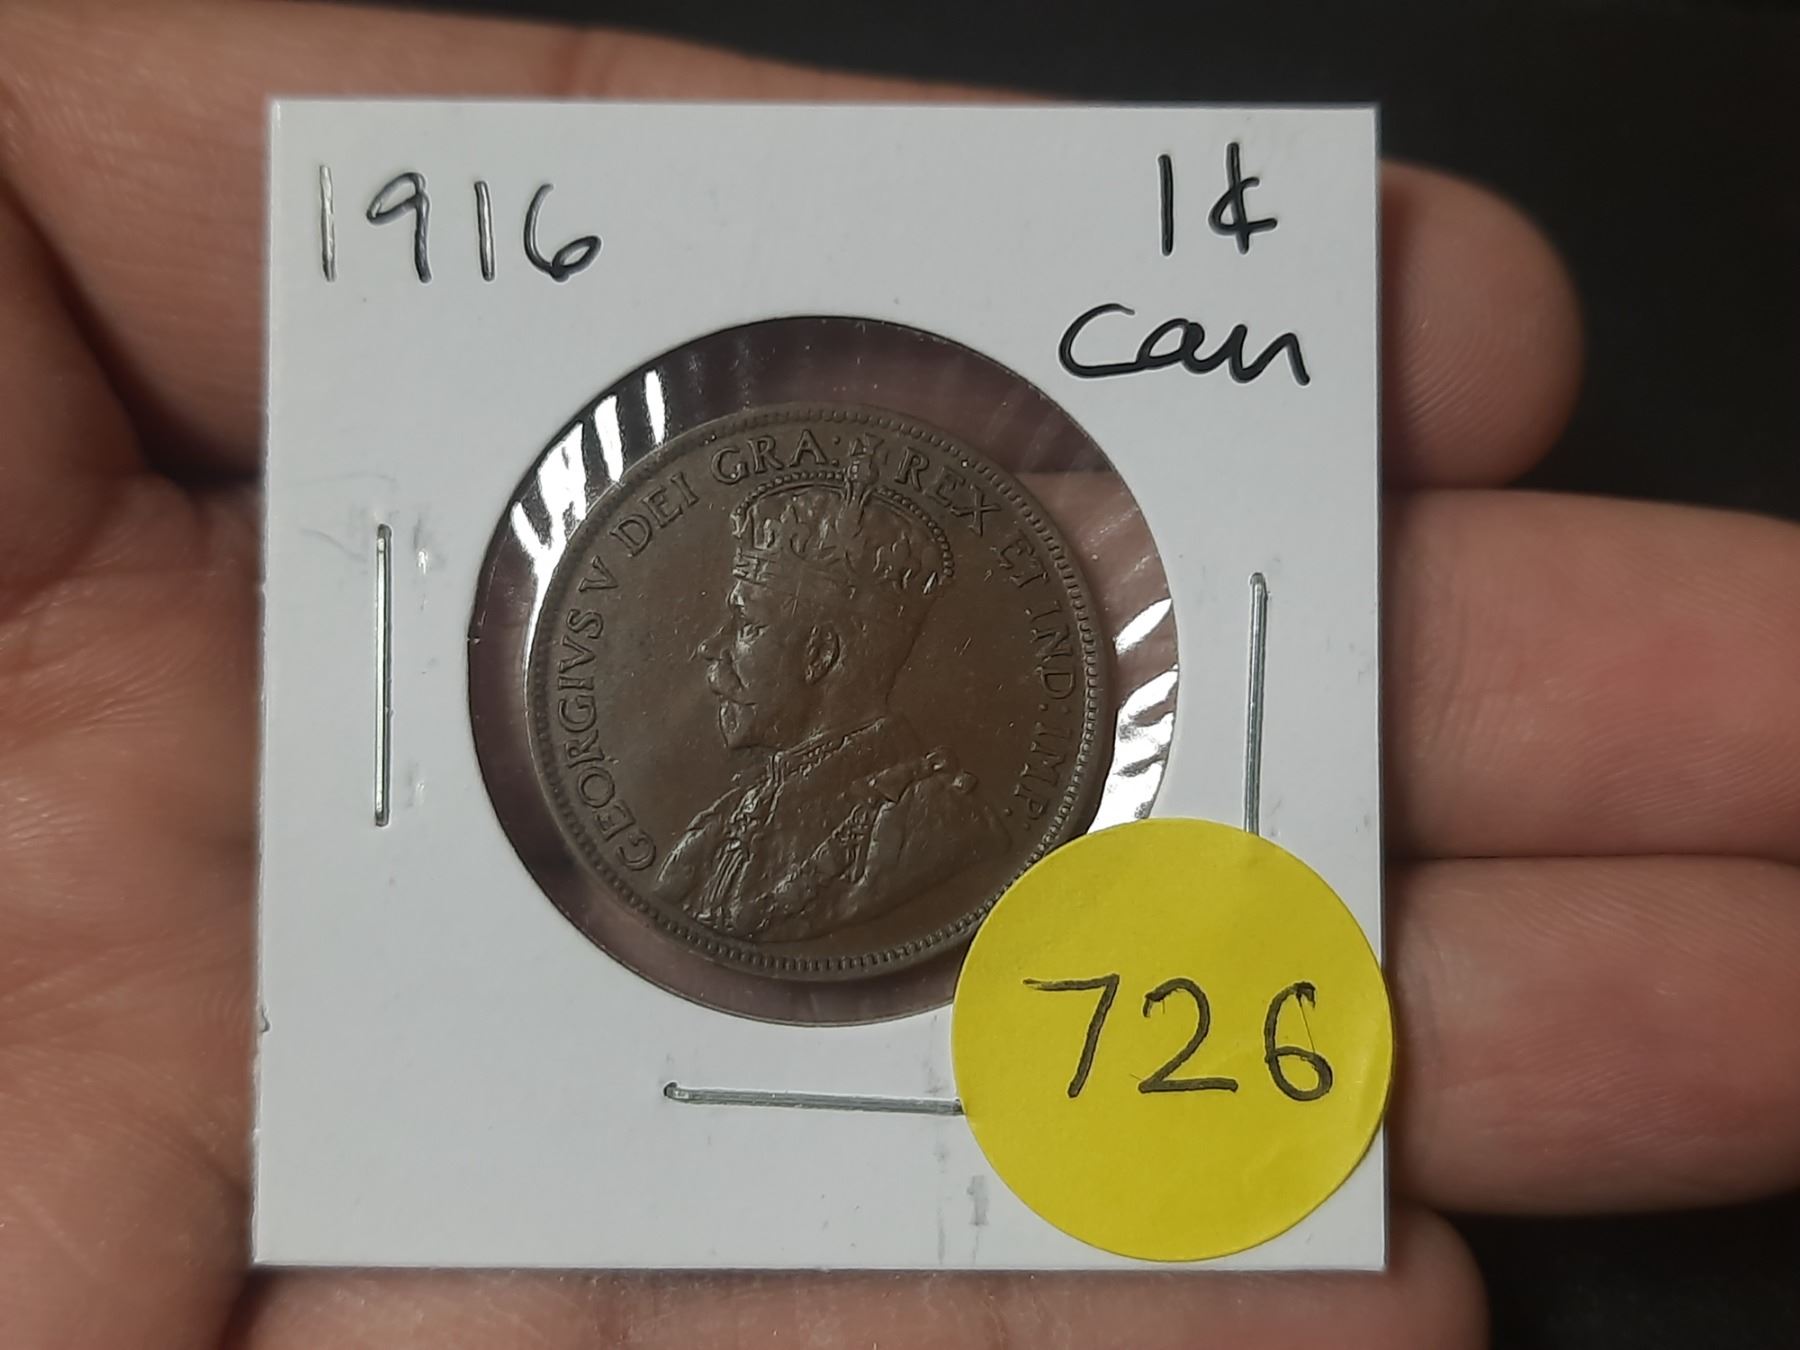 1916
1¢
Can
GEORGIVS V DEI GRA: REX ET IND: IMP:
726